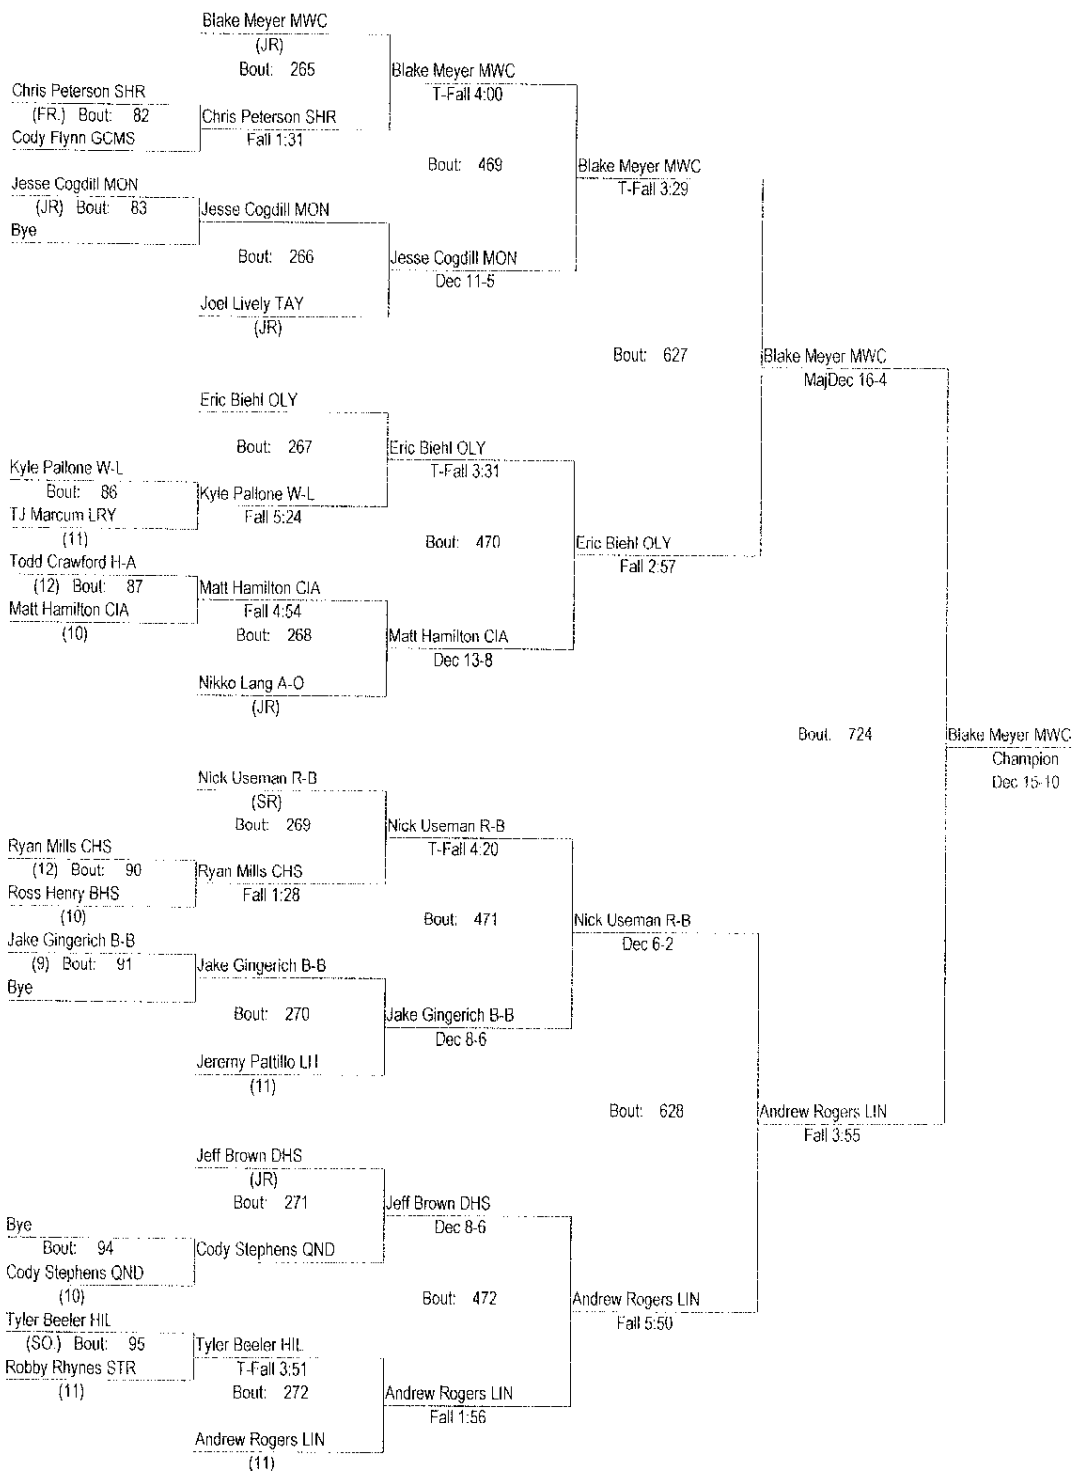 Blake Meyer MWC
(JR)
Bout: 265
Blake Meyer MWC
T-Fall 4:00
Chris Peterson SHR
(FR.) Bout: 82
Cody Flynn GCMS
Chris Peterson SHR
Fall 1:31
Bout: 469
Blake Meyer MWC
T-Fall 3:29
Jesse Cogdill MON
(JR) Bout: 83
Bye
Jesse Cogdill MON
Bout: 266
Jesse Cogdill MON
Dec 11-5
Joel Lively TAY
(JR)
Bout: 627
Blake Meyer MWC
MajDec 16-4
Eric Biehl OLY
Bout: 267
Eric Biehl OLY
T-Fall 3:31
Kyle Pallone W-L
Bout: 86
TJ Marcum LRY
(11)
Kyle Pallone W-L
Fall 5:24
Bout: 470
Eric Biehl OLY
Fall 2:57
Todd Crawford H-A
(12) Bout: 87
Matt Hamilton CIA
(10)
Matt Hamilton CIA
Fall 4:54
Bout: 268
Matt Hamilton CIA
Dec 13-8
Nikko Lang A-O
(JR)
Bout: 724
Blake Meyer MWC
Champion
Dec 15-10
Nick Useman R-B
(SR)
Bout: 269
Nick Useman R-B
T-Fall 4:20
Ryan Mills CHS
(12) Bout: 90
Ross Henry BHS
(10)
Ryan Mills CHS
Fall 1:28
Bout: 471
Nick Useman R-B
Dec 6-2
Jake Gingerich B-B
(9) Bout: 91
Bye
Jake Gingerich B-B
Bout: 270
Jake Gingerich B-B
Dec 8-6
Jeremy Pattillo LH
(11)
Bout: 628
Andrew Rogers LIN
Fall 3:55
Jeff Brown DHS
(JR)
Bout: 271
Jeff Brown DHS
Dec 8-6
Bye
Bout: 94
Cody Stephens QND
(10)
Cody Stephens QND
Bout: 472
Andrew Rogers LIN
Fall 5:50
Tyler Beeler HIL
(SO.) Bout: 95
Robby Rhynes STR
(11)
Tyler Beeler HIL
T-Fall 3:51
Bout: 272
Andrew Rogers LIN
Fall 1:56
Andrew Rogers LIN
(11)